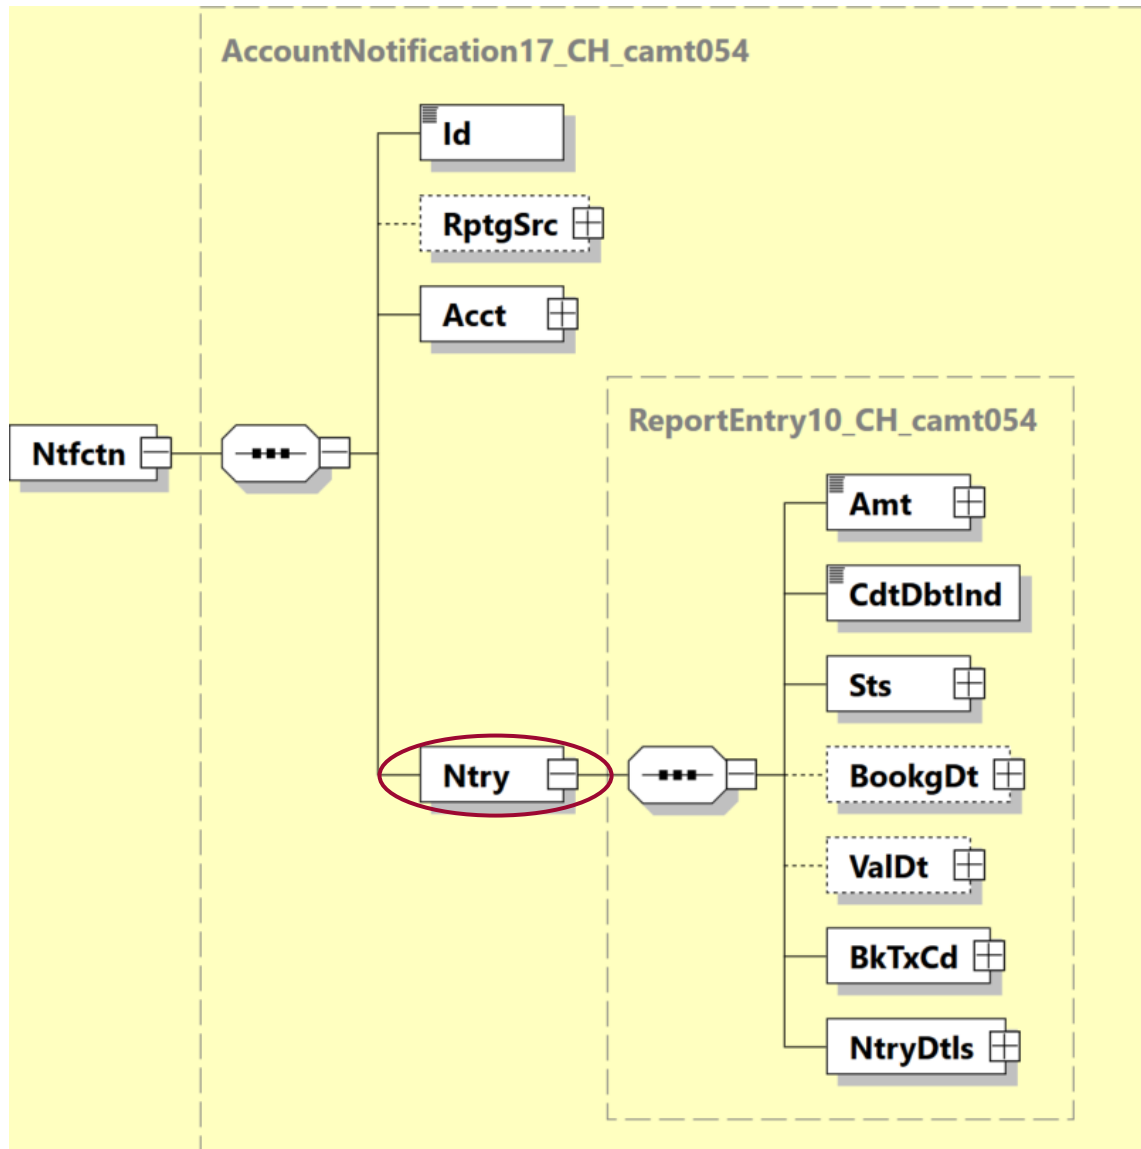 AccountNotification17_CH_camt054
Id
RptgSrc
Acct
Ntfctn
ReportEntry10_CH_camt054
Amt
CdtDbtInd
Sts
Ntry
BookgDt
ValDt
BkTxCd
NtryDtls